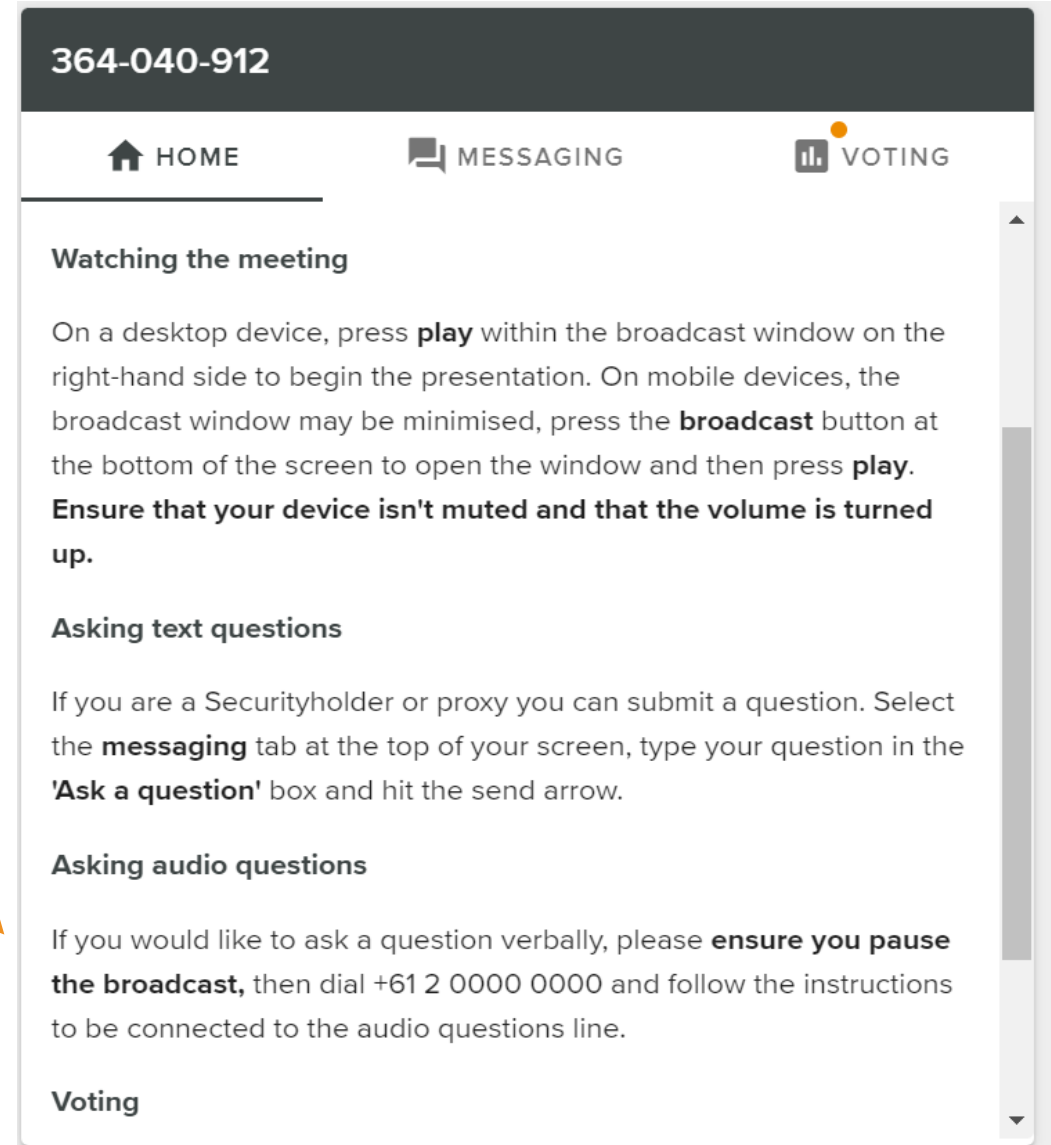 364-040-912
HOME
MESSAGING
VOTING
Watching the meeting
On a desktop device, press play within the broadcast window on the
right-hand side to begin the presentation. On mobile devices, the
broadcast window may be minimised, press the broadcast button at
the bottom of the screen to open the window and then press play.
Ensure that your device isn't muted and that the volume is turned
up.
Asking text questions
If you are a Securityholder or proxy you can submit a question. Select
the messaging tab at the top of your screen, type your question in the
'Ask a question' box and hit the send arrow.
Asking audio questions
If you would like to ask a question verbally, please ensure you pause
the broadcast, then dial +61 2 0000 0000 and follow the instructions
to be connected to the audio questions line.
Voting